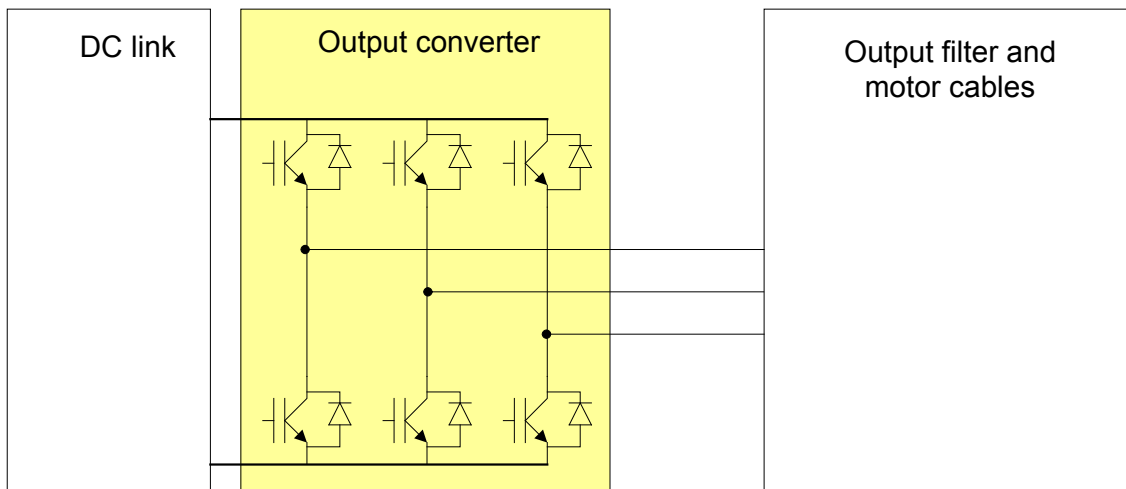 DC link
Output converter
Output filter and
motor cables